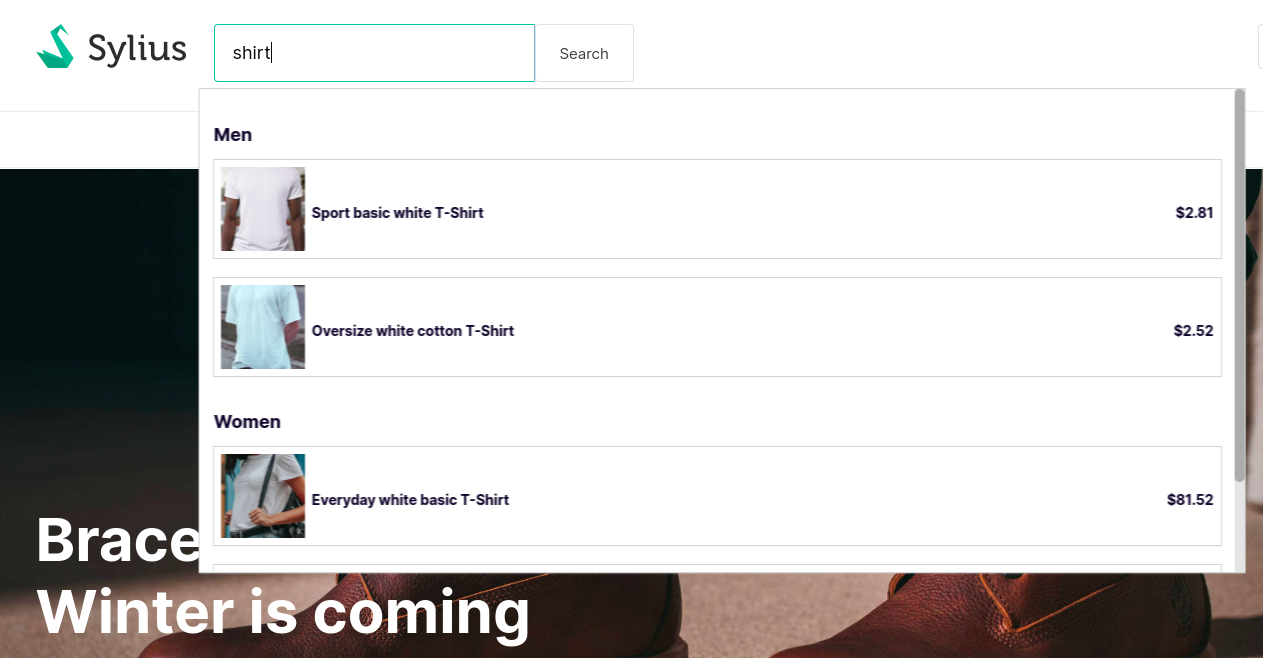 Sylius
shirt
Search
Men
Sport basic white T-Shirt
$2.81
Oversize white cotton T-Shirt
$2.52
Women
Everyday white basic T-Shirt
$81.52
Brace
Winter is coming